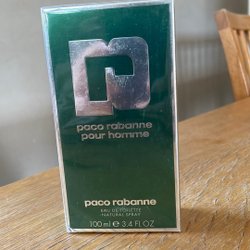 paco rabanne
pour homme
paco rabanne
EAU DE TOILETTE
NATURAL SPRAY
100 ml ℮ 3.4 FL.OZ